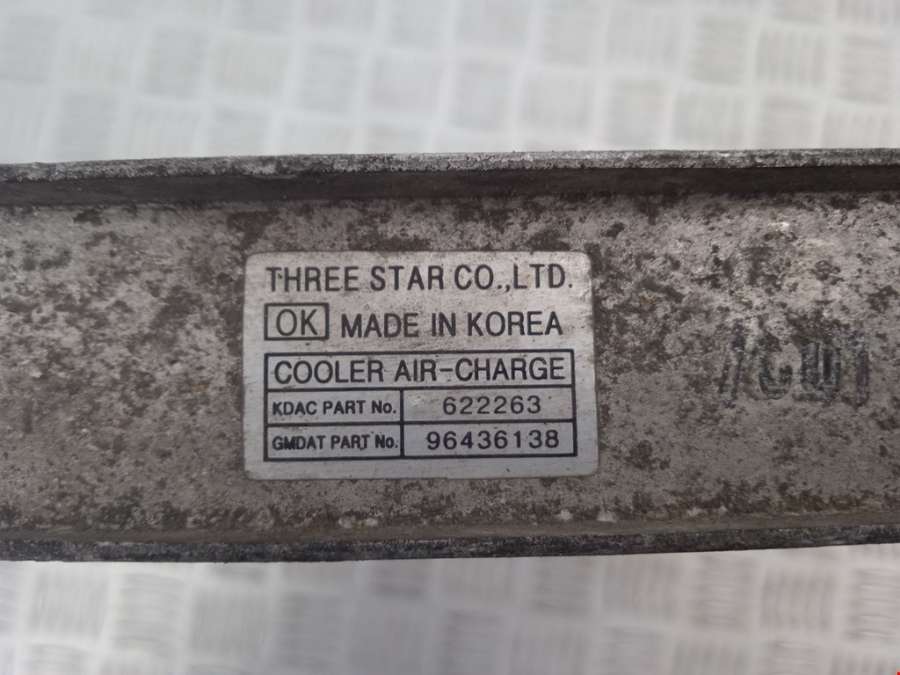 THREE STAR CO.,LTD.
OK MADE IN KOREA
COOLER AIR-CHARGE
KDAC PART No. 622263
GMDAT PART No. 96436138